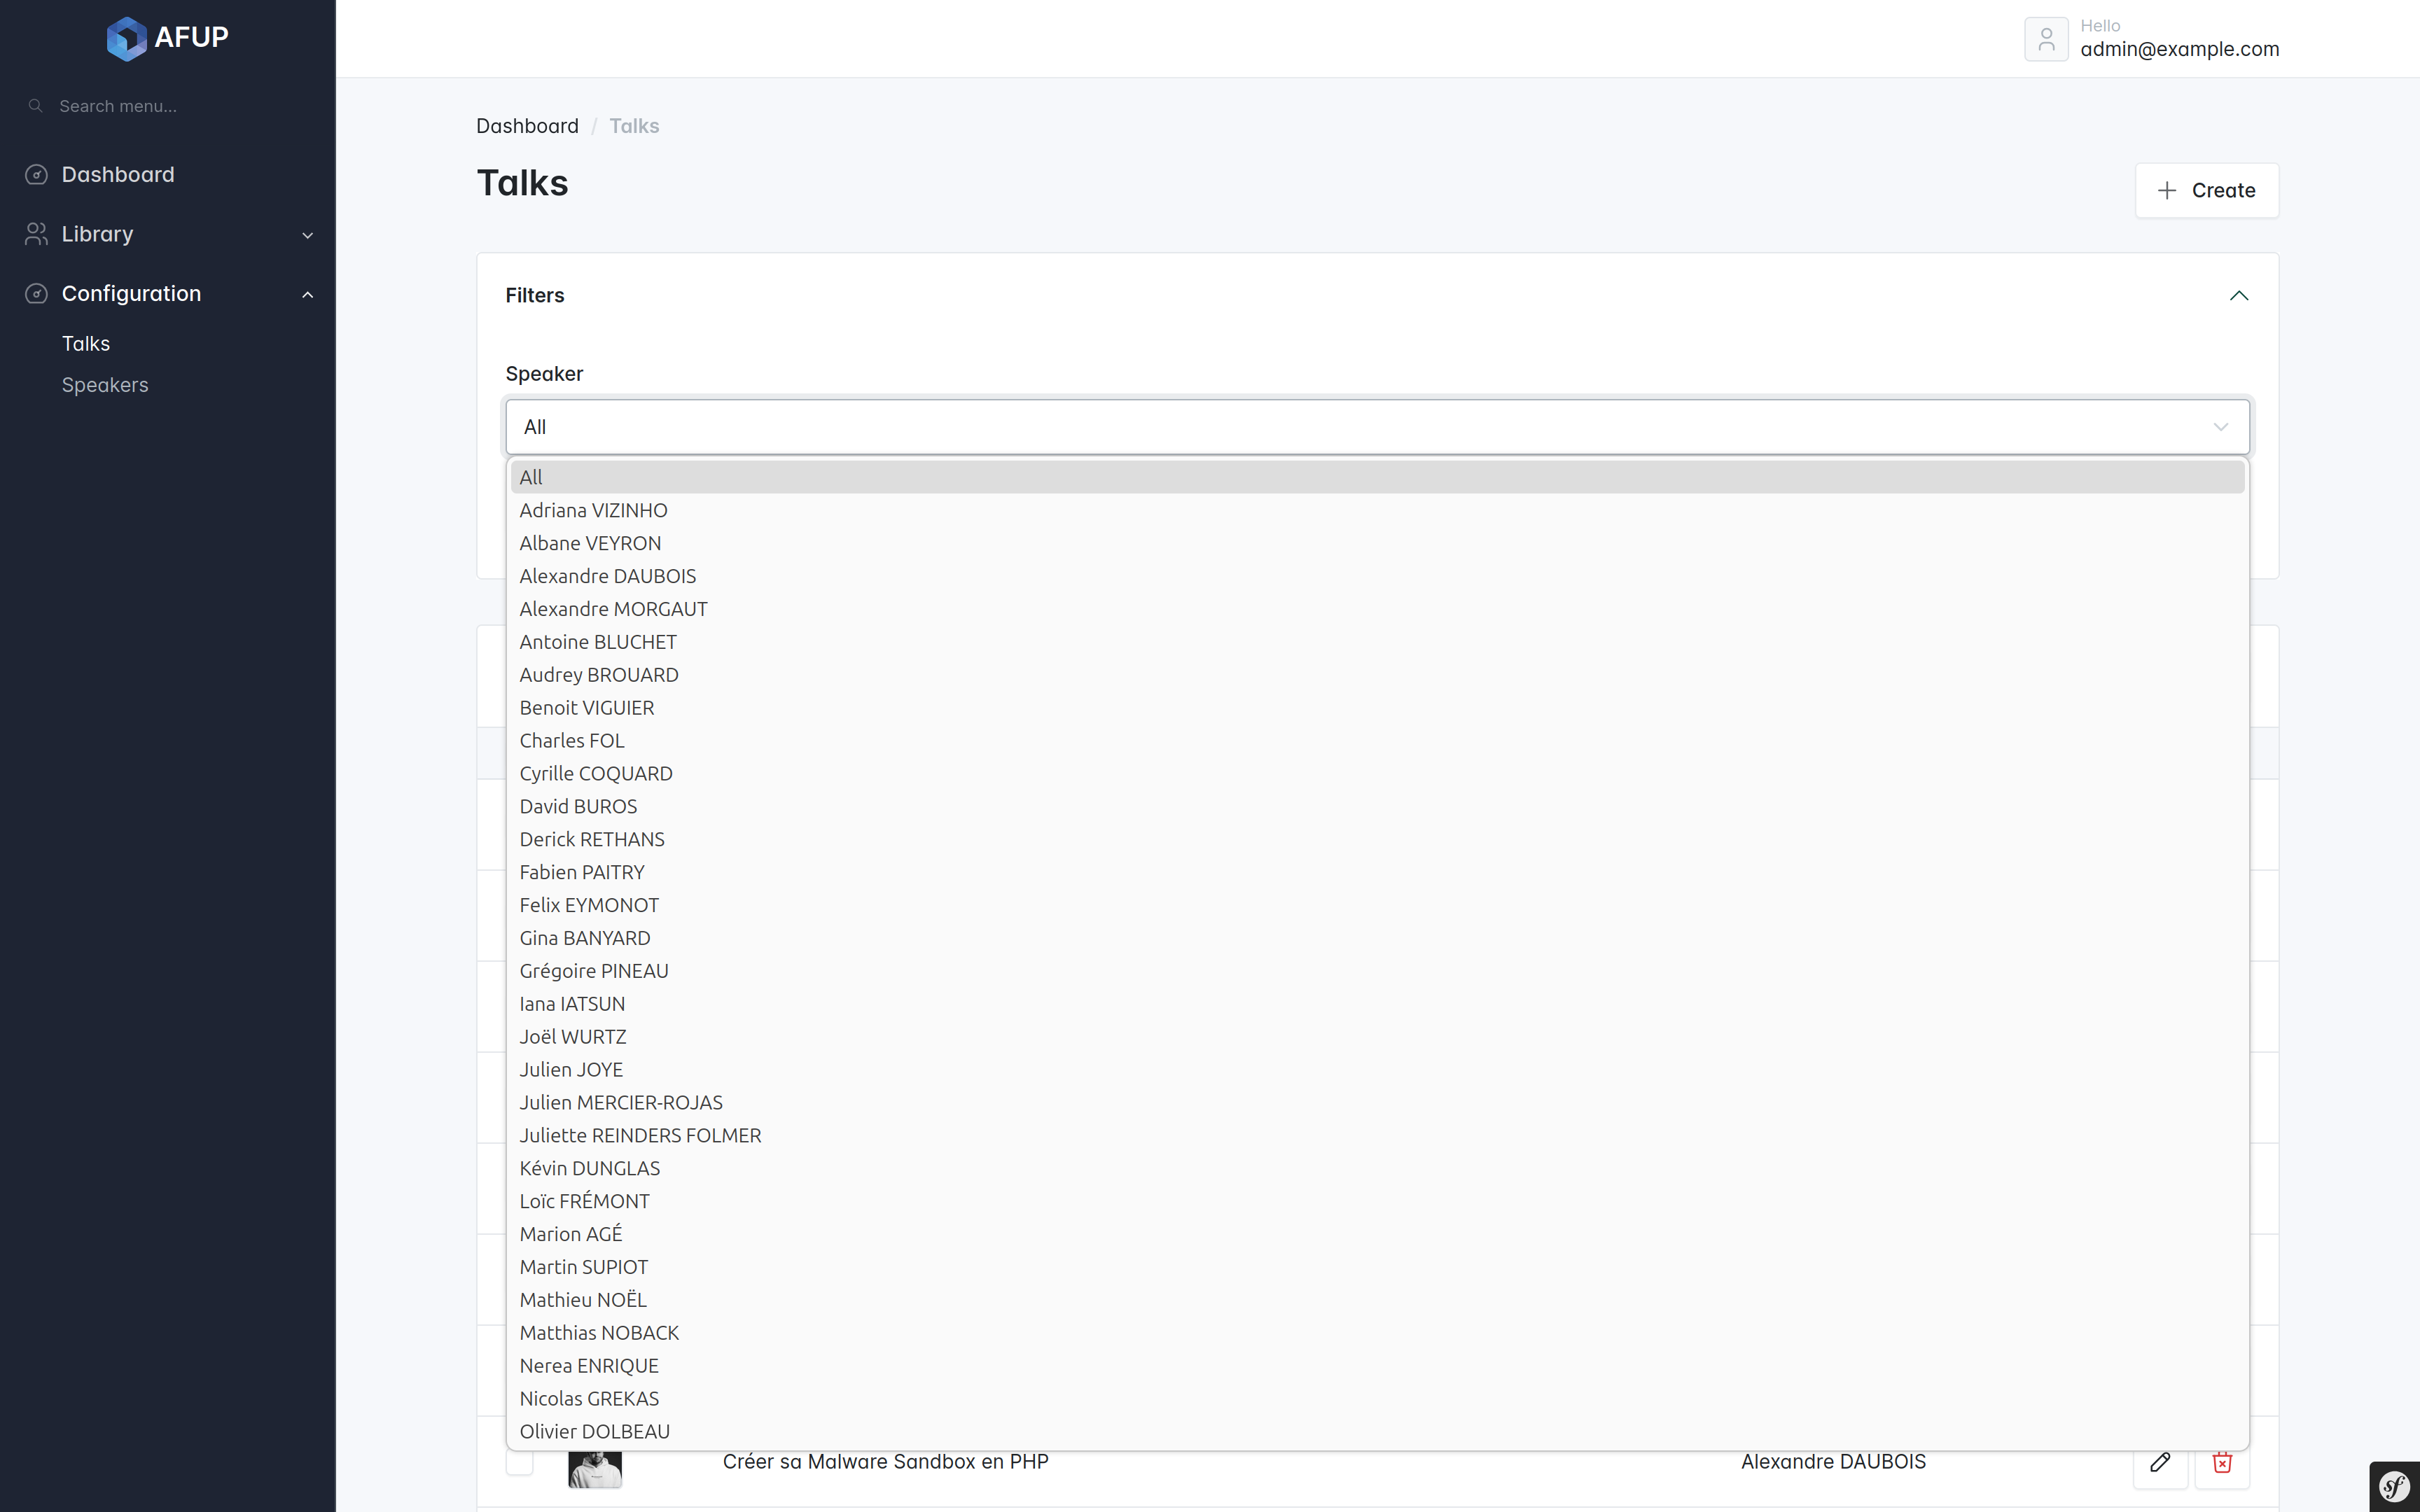 AFUP
Hello
admin@example.com
Search menu...
Dashboard
Library
Configuration
Talks
Speakers
Dashboard / Talks
Talks
Create
Filters
Speaker
All
All
Adriana VIZINHO
Albane VEYRON
Alexandre DAUBOIS
Alexandre MORGAUT
Antoine BLUCHET
Audrey BROUARD
Benoit VIGUIER
Charles FOL
Cyrille COQUARD
David BUROS
Derick RETHANS
Fabien PAITRY
Felix EYMONOT
Gina BANYARD
Grégoire PINEAU
Iana IATSUN
Joël WURTZ
Julien JOYE
Julien MERCIER-ROJAS
Juliette REINDERS FOLMER
Kévin DUNGLAS
Loïc FRÉMONT
Marion AGÉ
Martin SUPIOT
Mathieu NOËL
Matthias NOBACK
Nerea ENRIQUE
Nicolas GREKAS
Olivier DOLBEAU
Créer sa Malware Sandbox en PHP Alexandre DAUBOIS
sf